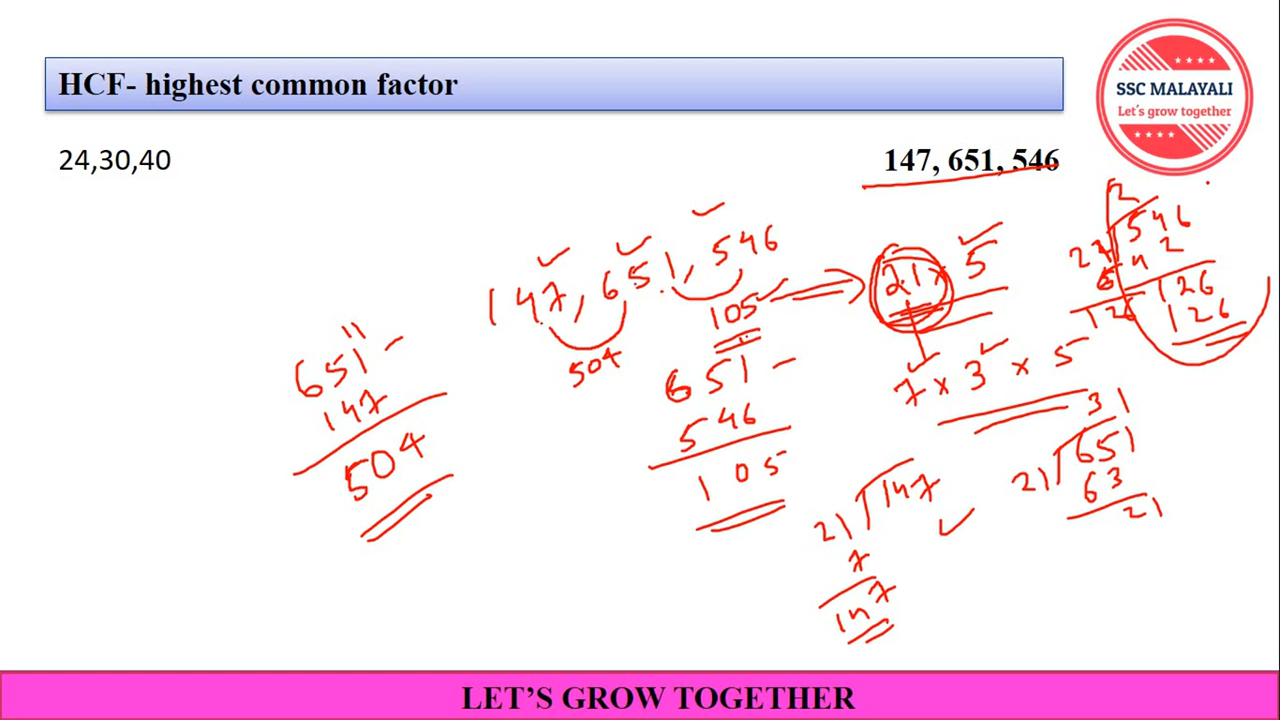 HCF- highest common factor
SSC MALAYALI
Let's grow together
24,30,40
147, 651, 546
147, 651, 546
504
105
651 -
147
504
651 -
546
105
21 × 5
7 × 3 × 5
2
21 546
42
126
126
126
31
21 651
63
21
21 147
7
147
LET'S GROW TOGETHER